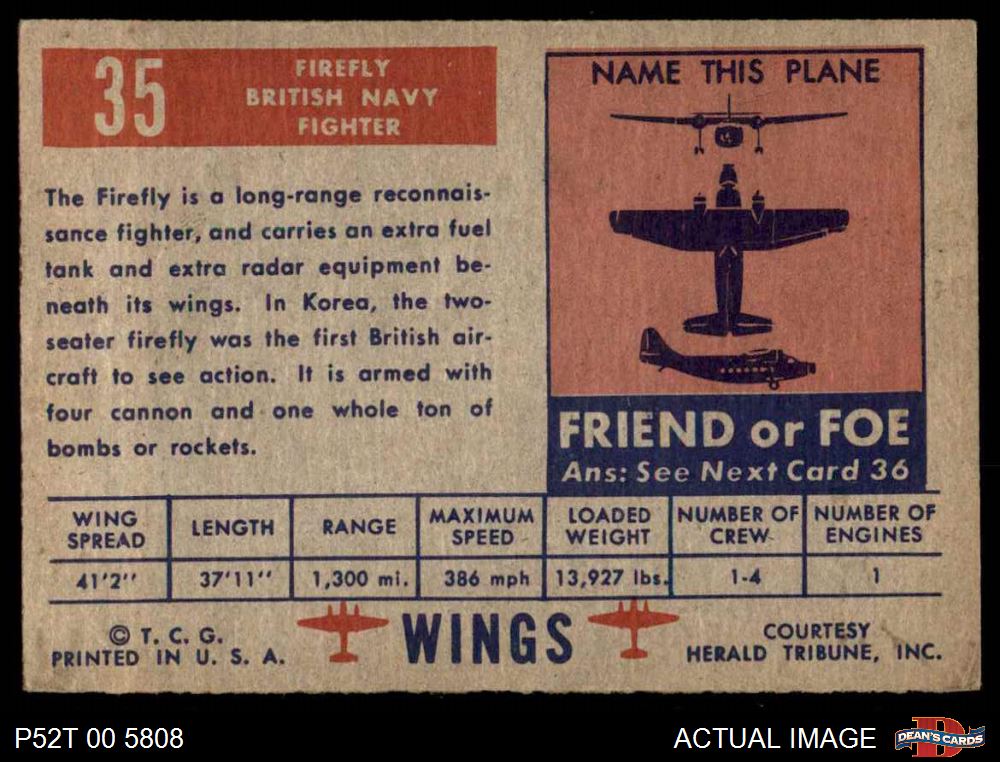 35
FIREFLY
BRITISH NAVY
FIGHTER
The Firefly is a long-range reconnais-
sance fighter, and carries an extra fuel
tank and extra radar equipment be-
neath its wings. In Korea, the two-
seater firefly was the first British air-
craft to see action. It is armed with
four cannon and one whole ton of
bombs or rockets.
NAME THIS PLANE
FRIEND or FOE
Ans: See Next Card 36
WING SPREAD
LENGTH
RANGE
MAXIMUM SPEED
LOADED WEIGHT
NUMBER OF CREW
NUMBER OF ENGINES
41'2''
37'11''
1,300 mi.
386 mph
13,927 lbs.
1-4
1
© T. C. G.
PRINTED IN U. S. A.
WINGS
COURTESY
HERALD TRIBUNE, INC.
P52T 00 5808
ACTUAL IMAGE
D
DEAN'S CARDS